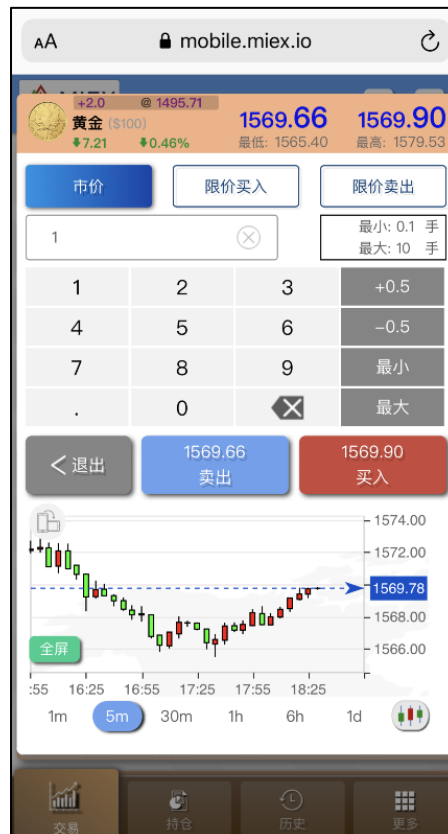 AA mobile.miex.io
MIEX
+2.0 @ 1495.71
黄金 ($100) 1569.66 1569.90
7.21 0.46% 最低: 1565.40 最高: 1579.53
市价 限价买入 限价卖出
1
最小: 0.1 手
最大: 10 手
1 2 3 +0.5
4 5 6 −0.5
7 8 9 最小
. 0 最大
退出
1569.66
卖出
1569.90
买入
1574.00
1572.00
1569.78
1568.00
全屏
1566.00
:55 16:25 16:55 17:25 17:55 18:25
1m 5m 30m 1h 6h 1d
交易 持仓 历史 更多